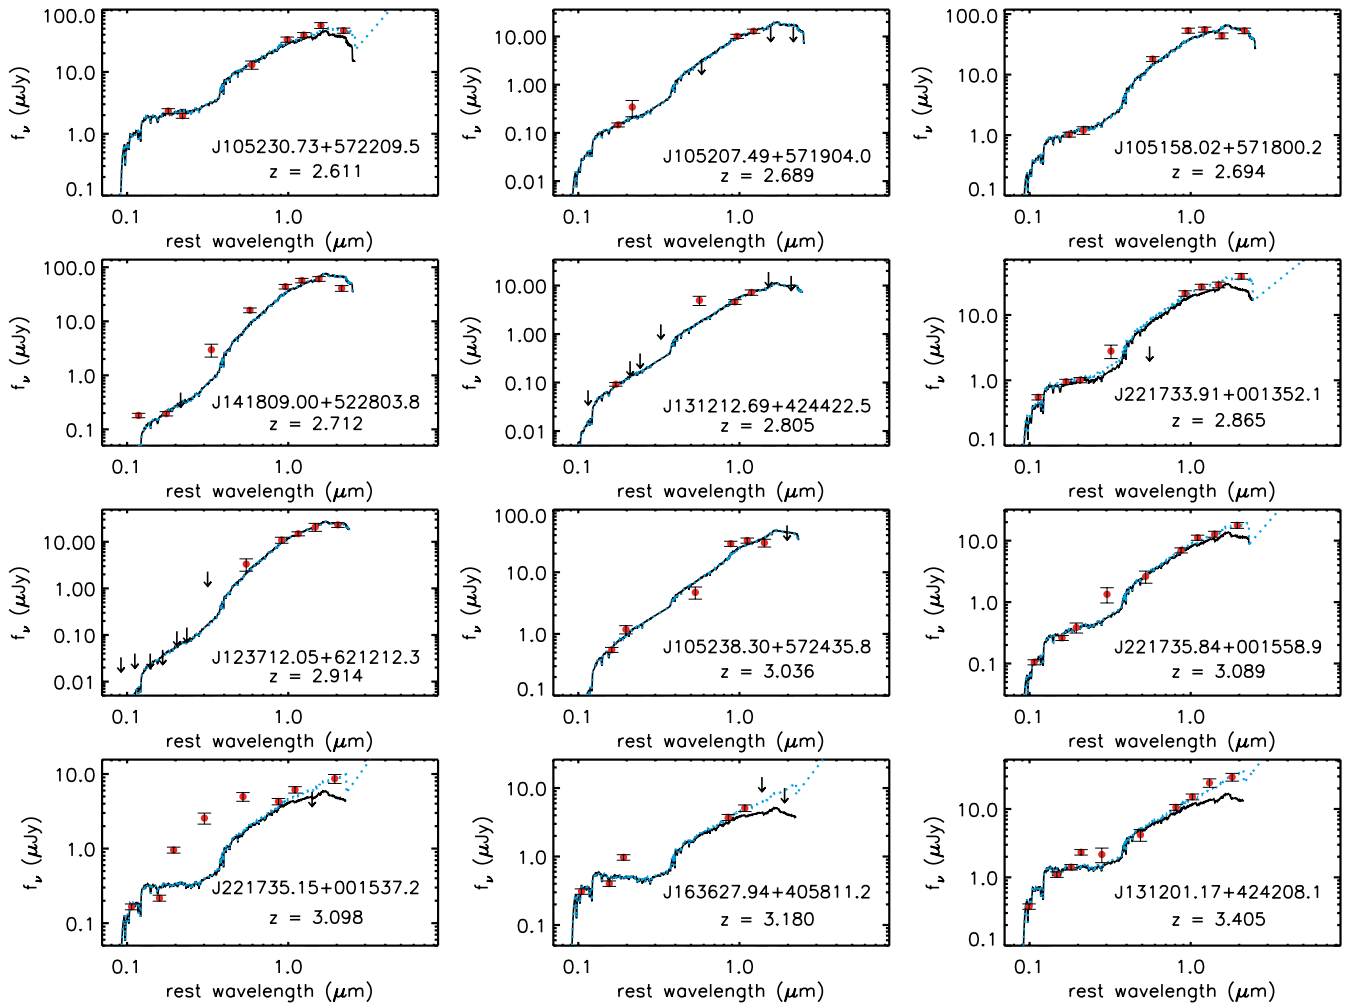 100.0
10.0
1.0
0.1
f_ν (μJy)
J105230.73+572209.5
z = 2.611
0.1 1.0
rest wavelength (μm)
10.00
1.00
0.10
0.01
f_ν (μJy)
J105207.49+571904.0
z = 2.689
0.1 1.0
rest wavelength (μm)
100.0
10.0
1.0
0.1
f_ν (μJy)
J105158.02+571800.2
z = 2.694
0.1 1.0
rest wavelength (μm)
100.0
10.0
1.0
0.1
f_ν (μJy)
J141809.00+522803.8
z = 2.712
0.1 1.0
rest wavelength (μm)
10.00
1.00
0.10
0.01
f_ν (μJy)
J131212.69+424422.5
z = 2.805
0.1 1.0
rest wavelength (μm)
10.0
1.0
0.1
f_ν (μJy)
J221733.91+001352.1
z = 2.865
0.1 1.0
rest wavelength (μm)
10.00
1.00
0.10
0.01
f_ν (μJy)
J123712.05+621212.3
z = 2.914
0.1 1.0
rest wavelength (μm)
100.0
10.0
1.0
0.1
f_ν (μJy)
J105238.30+572435.8
z = 3.036
0.1 1.0
rest wavelength (μm)
10.0
1.0
0.1
f_ν (μJy)
J221735.84+001558.9
z = 3.089
0.1 1.0
rest wavelength (μm)
10.0
1.0
0.1
f_ν (μJy)
J221735.15+001537.2
z = 3.098
0.1 1.0
rest wavelength (μm)
10.0
1.0
0.1
f_ν (μJy)
J163627.94+405811.2
z = 3.180
0.1 1.0
rest wavelength (μm)
10.0
1.0
0.1
f_ν (μJy)
J131201.17+424208.1
z = 3.405
0.1 1.0
rest wavelength (μm)